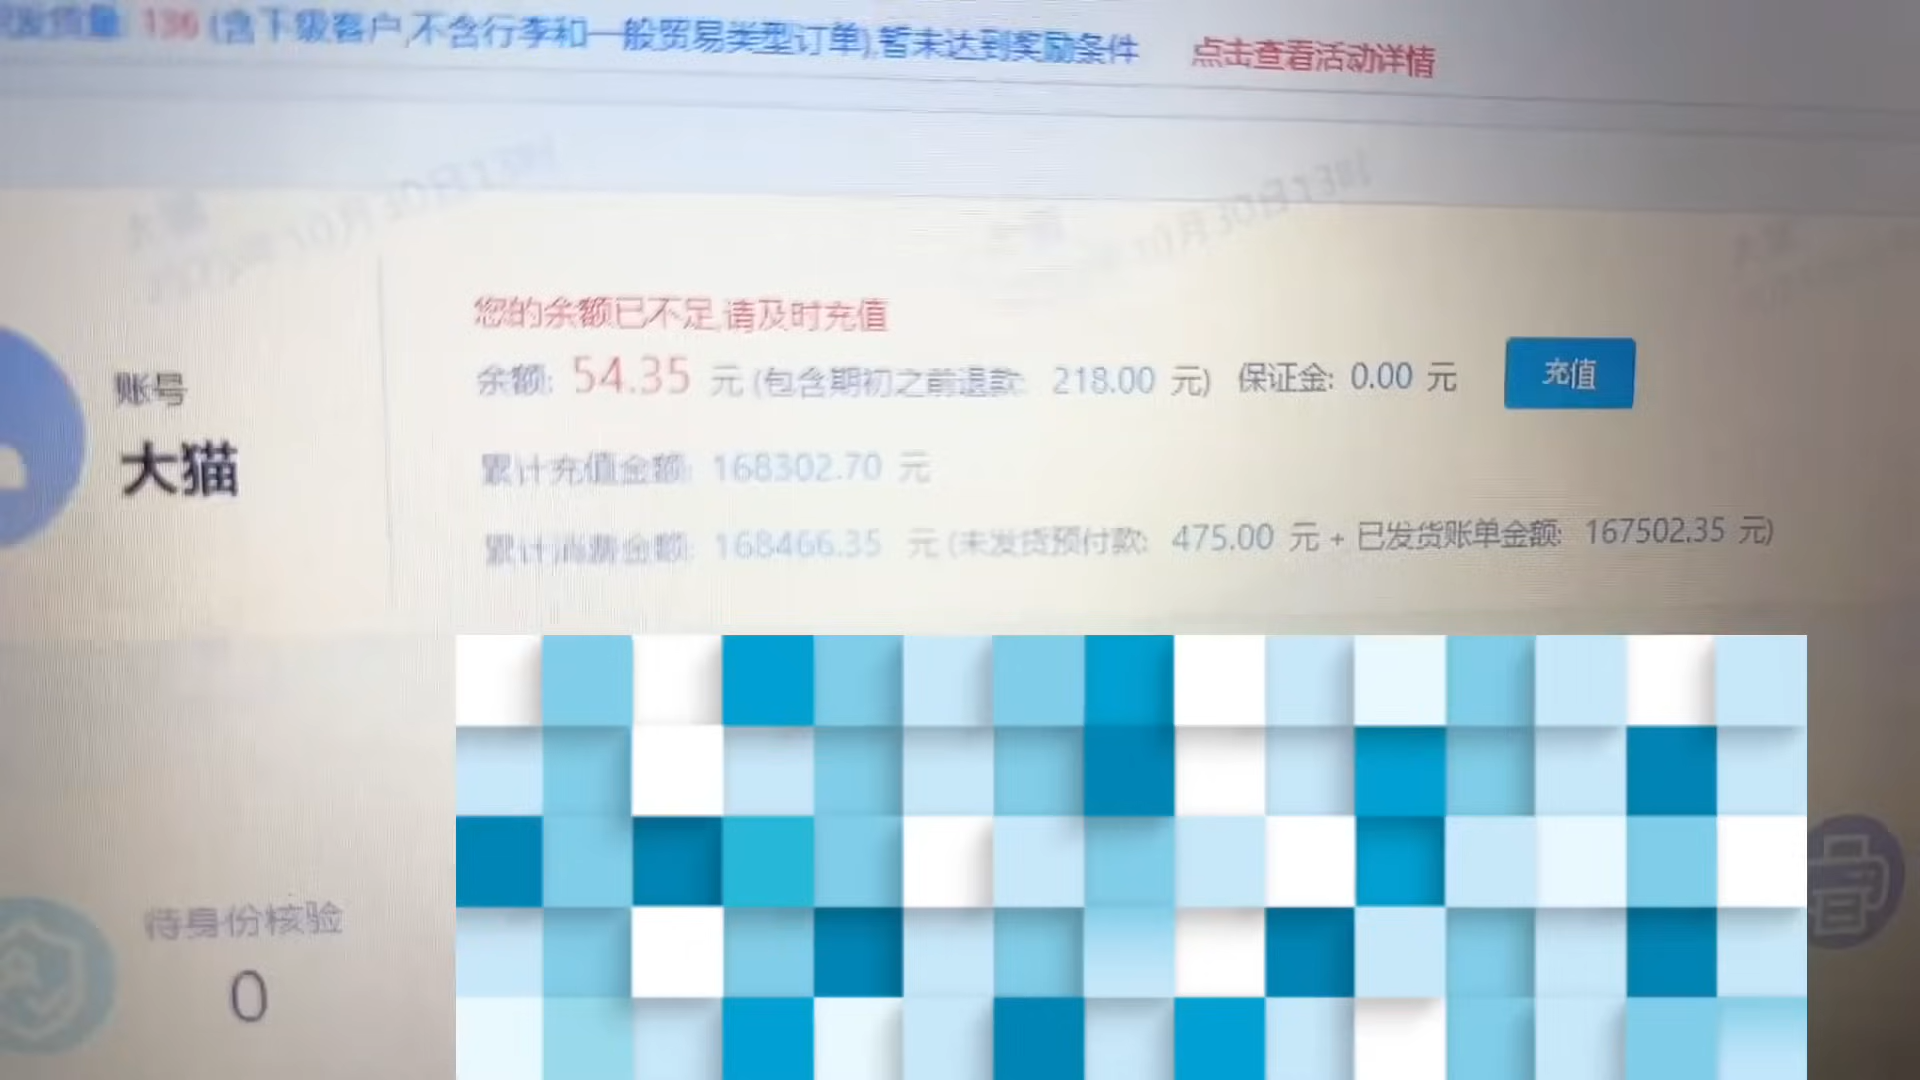 发货量: 136 (含下级客户,不含行李和一般贸易类型订单),暂未达到奖励条件 点击查看活动详情
您的余额已不足,请及时充值
余额: 54.35 元 (包含期初之前退款: 218.00 元) 保证金: 0.00 元 充值
账号
大猫
累计充值金额: 168302.70 元
累计消费金额: 168466.35 元 (未发货预付款: 475.00 元 + 已发货账单金额: 167502.35 元)
待身份核验
0